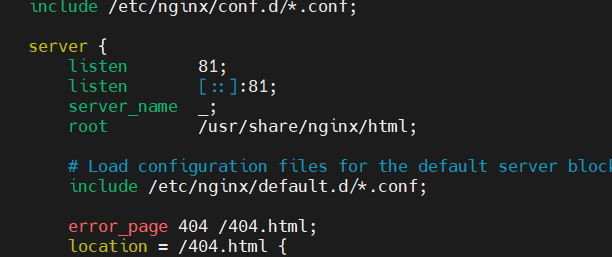 include /etc/nginx/conf.d/*.conf;
server {
listen 81;
listen [::]:81;
server_name _;
root /usr/share/nginx/html;
# Load configuration files for the default server block
include /etc/nginx/default.d/*.conf;
error_page 404 /404.html;
location = /404.html {